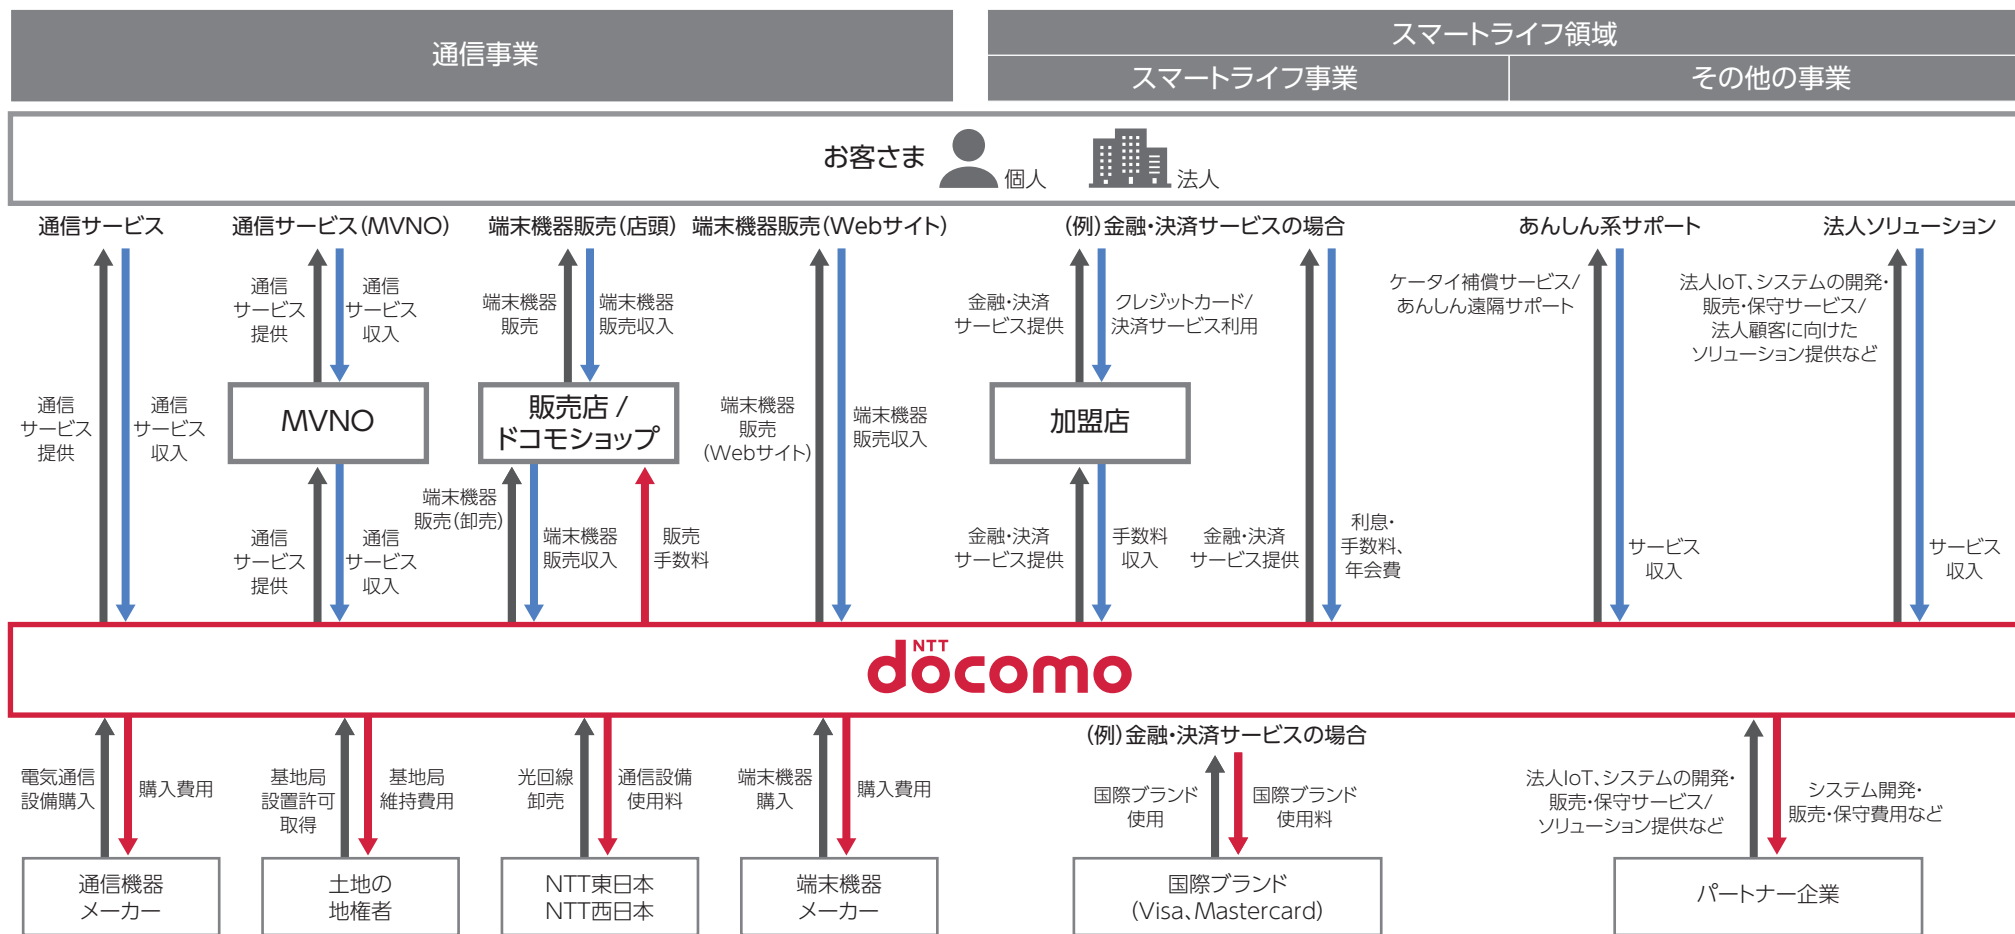 通信事業
スマートライフ領域
スマートライフ事業
その他の事業
お客さま
個人
法人
通信サービス
通信サービス(MVNO)
端末機器販売(店頭)
端末機器販売(Webサイト)
(例)金融・決済サービスの場合
あんしん系サポート
法人ソリューション
通信
サービス
提供
通信
サービス
収入
通信
サービス
提供
通信
サービス
収入
MVNO
通信
サービス
提供
通信
サービス
収入
端末機器
販売
端末機器
販売収入
販売店 /
ドコモショップ
端末機器
販売(卸売)
端末機器
販売収入
販売
手数料
端末機器
販売
(Webサイト)
端末機器
販売収入
金融・決済
サービス提供
クレジットカード/
決済サービス利用
加盟店
金融・決済
サービス提供
手数料
収入
金融・決済
サービス提供
利息・
手数料、
年会費
ケータイ補償サービス/
あんしん遠隔サポート
サービス
収入
法人IoT、システムの開発・
販売・保守サービス/
法人顧客に向けた
ソリューション提供など
サービス
収入
NTT
docomo
電気通信
設備購入
購入費用
基地局
設置許可
取得
基地局
維持費用
光回線
卸売
通信設備
使用料
端末機器
購入
購入費用
(例)金融・決済サービスの場合
国際ブランド
使用
国際ブランド
使用料
法人IoT、システムの開発・
販売・保守サービス/
ソリューション提供など
システム開発・
販売・保守費用など
通信機器
メーカー
土地の
地権者
NTT東日本
NTT西日本
端末機器
メーカー
国際ブランド
(Visa、Mastercard)
パートナー企業